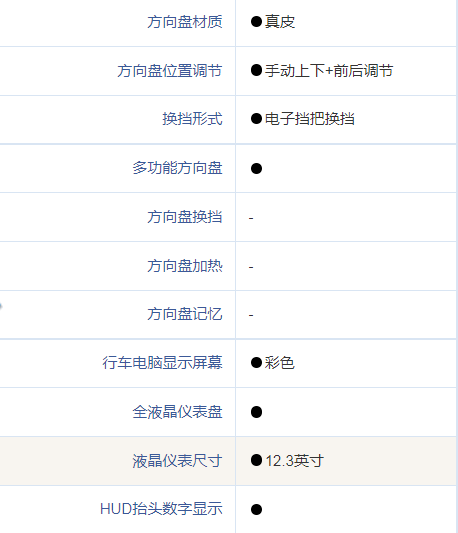 方向盘材质 ●真皮
方向盘位置调节 ●手动上下+前后调节
换挡形式 ●电子挡把换挡
多功能方向盘 ●
方向盘换挡 -
方向盘加热 -
方向盘记忆 -
行车电脑显示屏幕 ●彩色
全液晶仪表盘 ●
液晶仪表尺寸 ●12.3英寸
HUD抬头数字显示 ●